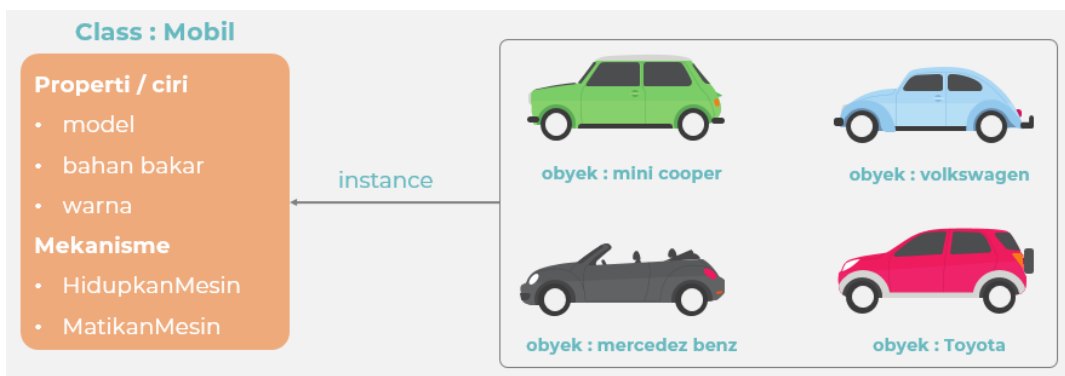 Class : Mobil
Properti / ciri
• model
• bahan bakar
• warna
Mekanisme
• HidupkanMesin
• MatikanMesin
instance
obyek : mini cooper
obyek : volkswagen
obyek : mercedez benz
obyek : Toyota